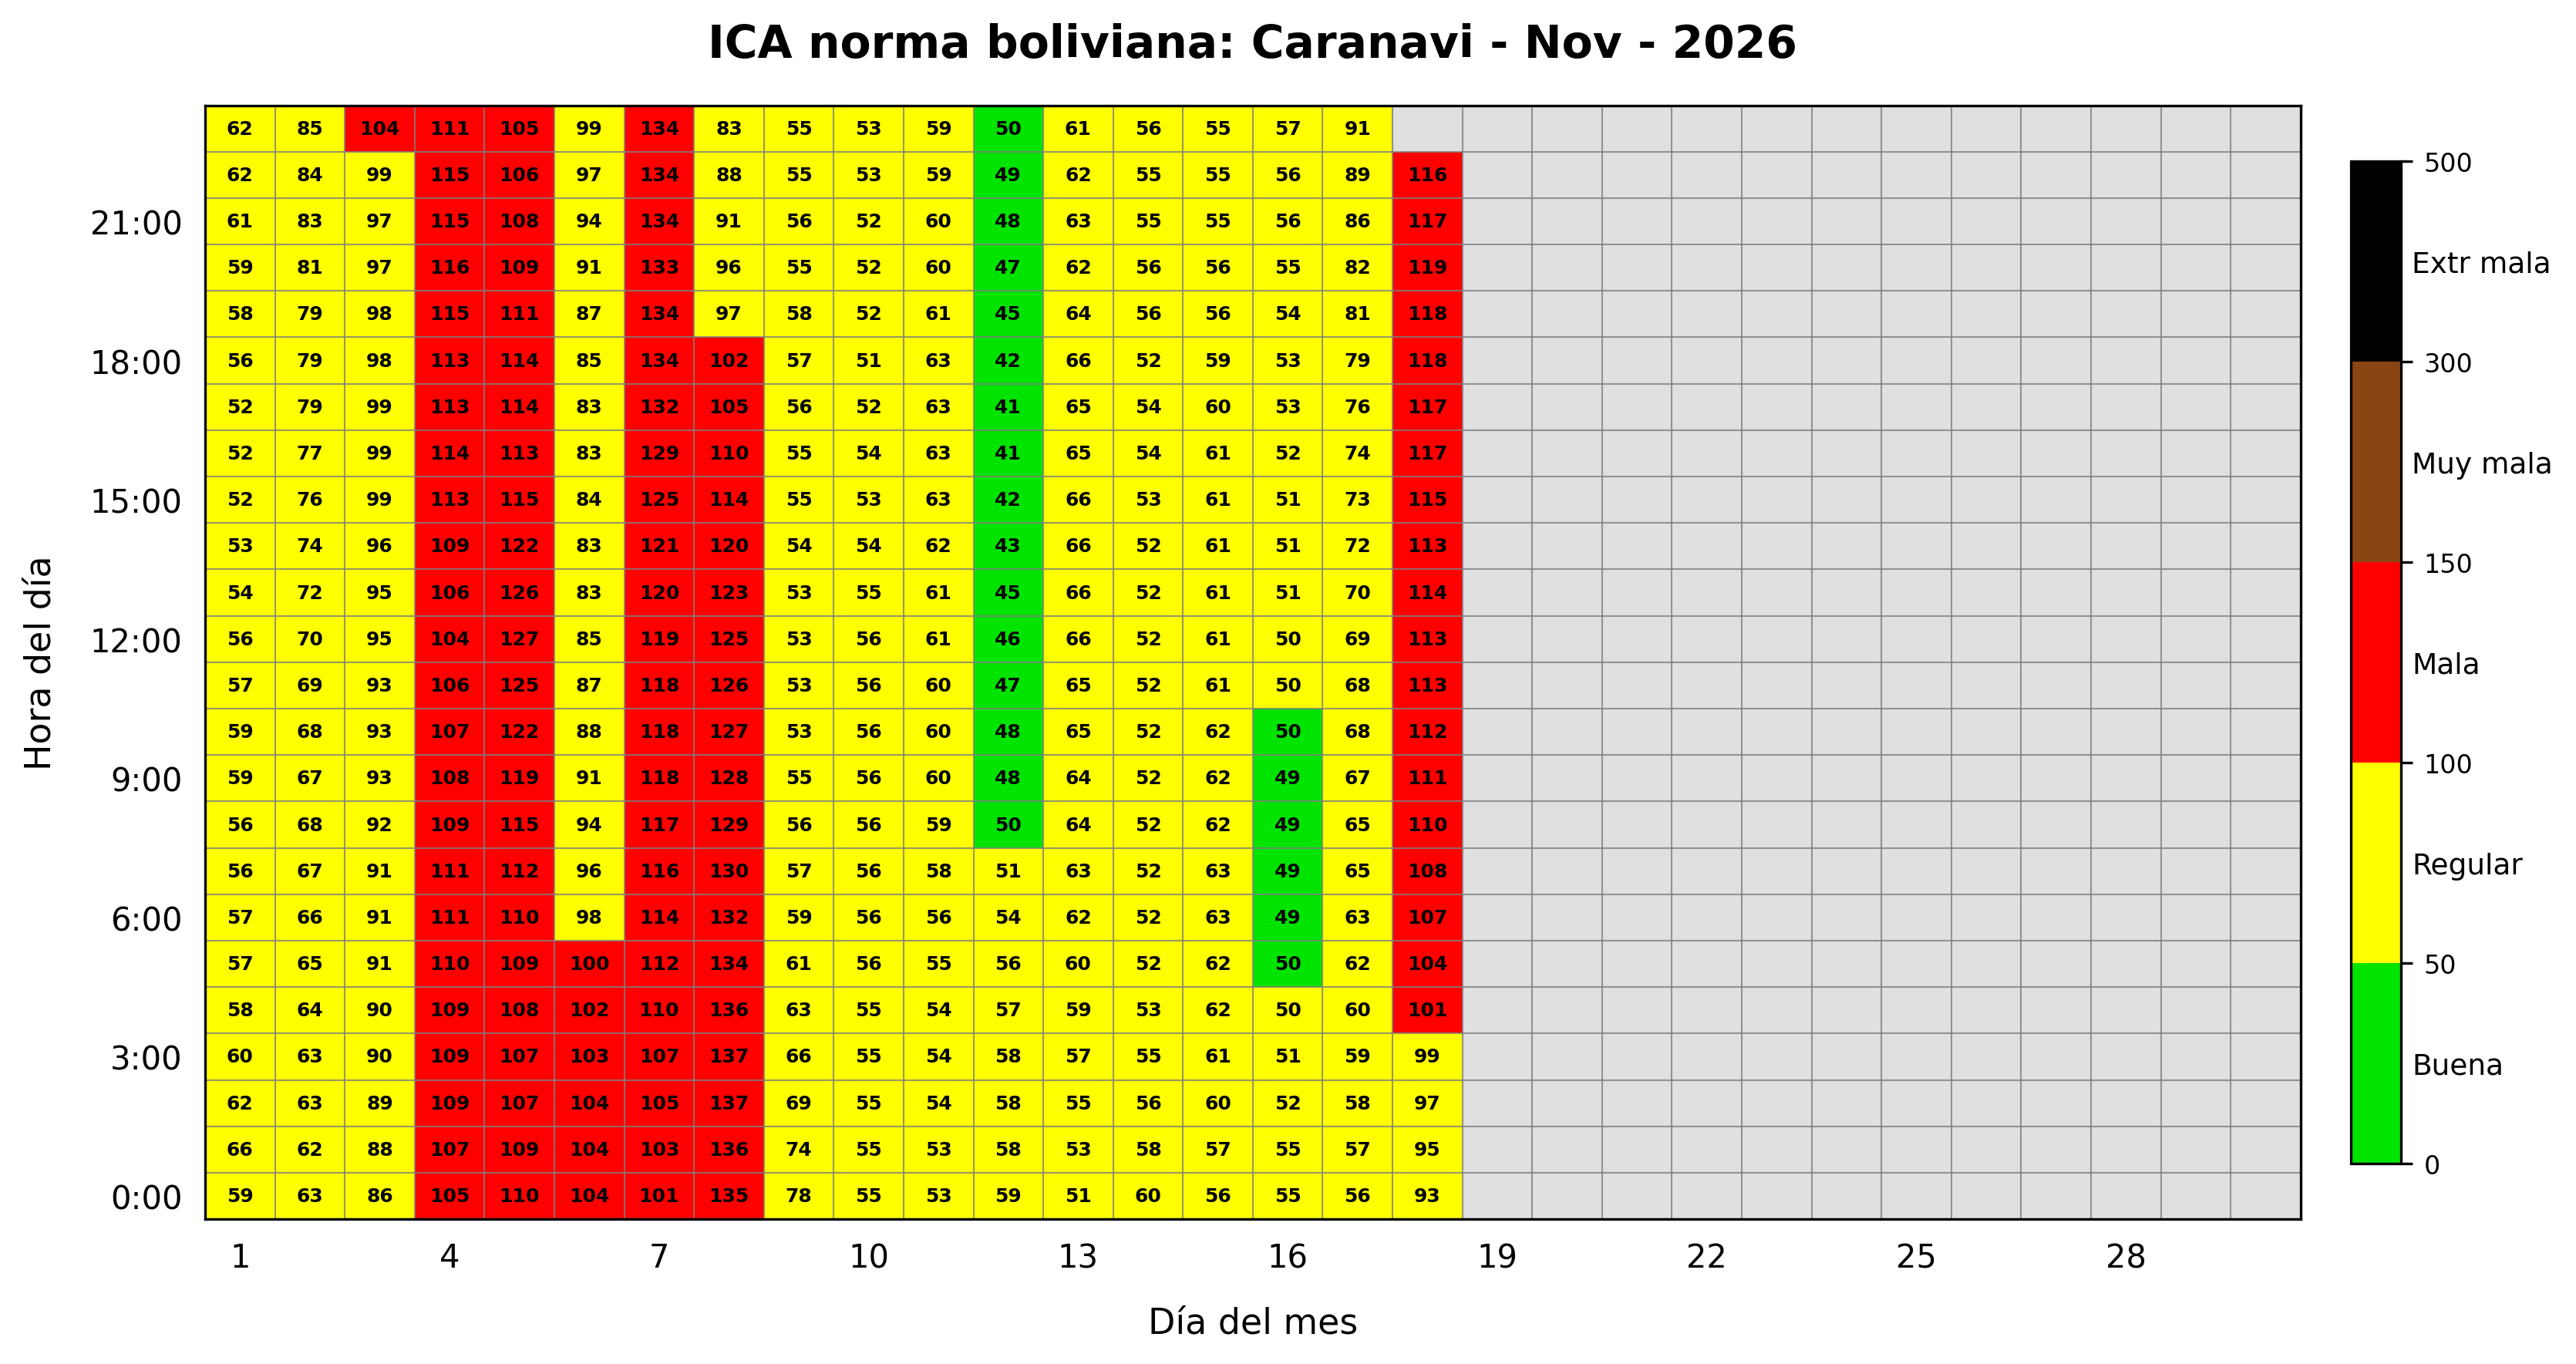 ICA norma boliviana: Caranavi - Nov - 2026
62 85 104 111 105 99 134 83 55 53 59 50 61 56 55 57 91
62 84 99 115 106 97 134 88 55 53 59 49 62 55 55 56 89 116
21:00 61 83 97 115 108 94 134 91 56 52 60 48 63 55 55 56 86 117
59 81 97 116 109 91 133 96 55 52 60 47 62 56 56 55 82 119
58 79 98 115 111 87 134 97 58 52 61 45 64 56 56 54 81 118
18:00 56 79 98 113 114 85 134 102 57 51 63 42 66 52 59 53 79 118
52 79 99 113 114 83 132 105 56 52 63 41 65 54 60 53 76 117
52 77 99 114 113 83 129 110 55 54 63 41 65 54 61 52 74 117
15:00 52 76 99 113 115 84 125 114 55 53 63 42 66 53 61 51 73 115
53 74 96 109 122 83 121 120 54 54 62 43 66 52 61 51 72 113
54 72 95 106 126 83 120 123 53 55 61 45 66 52 61 51 70 114
12:00 56 70 95 104 127 85 119 125 53 56 61 46 66 52 61 50 69 113
57 69 93 106 125 87 118 126 53 56 60 47 65 52 61 50 68 113
59 68 93 107 122 88 118 127 53 56 60 48 65 52 62 50 68 112
9:00 59 67 93 108 119 91 118 128 55 56 60 48 64 52 62 49 67 111
56 68 92 109 115 94 117 129 56 56 59 50 64 52 62 49 65 110
56 67 91 111 112 96 116 130 57 56 58 51 63 52 63 49 65 108
6:00 57 66 91 111 110 98 114 132 59 56 56 54 62 52 63 49 63 107
57 65 91 110 109 100 112 134 61 56 55 56 60 52 62 50 62 104
58 64 90 109 108 102 110 136 63 55 54 57 59 53 62 50 60 101
3:00 60 63 90 109 107 103 107 137 66 55 54 58 57 55 61 51 59 99
62 63 89 109 107 104 105 137 69 55 54 58 55 56 60 52 58 97
66 62 88 107 109 104 103 136 74 55 53 58 53 58 57 55 57 95
0:00 59 63 86 105 110 104 101 135 78 55 53 59 51 60 56 55 56 93
1 4 7 10 13 16 19 22 25 28
Día del mes
Hora del día
500
Extr mala
300
Muy mala
150
Mala
100
Regular
50
Buena
0